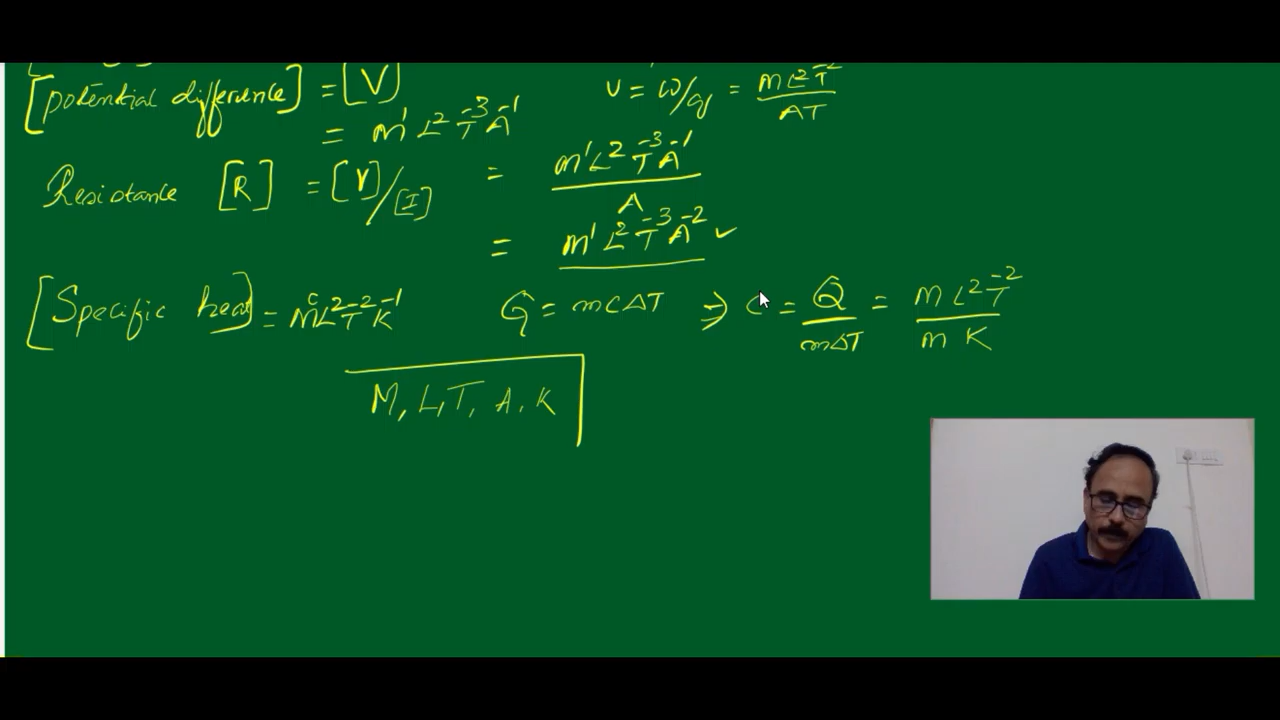 [potential difference] = [V]
V = W/q = ML²T⁻²/AT
= M¹L²T⁻³A⁻¹
Resistance [R] = [V]/[I] = M¹L²T⁻³A⁻¹/A
= M¹L²T⁻³A⁻² ✓
[Specific heat] = M⁰L²T⁻²K⁻¹ Q = mCΔT ⇒ C = Q/mΔT = ML²T⁻²/MK
M, L, T, A, K